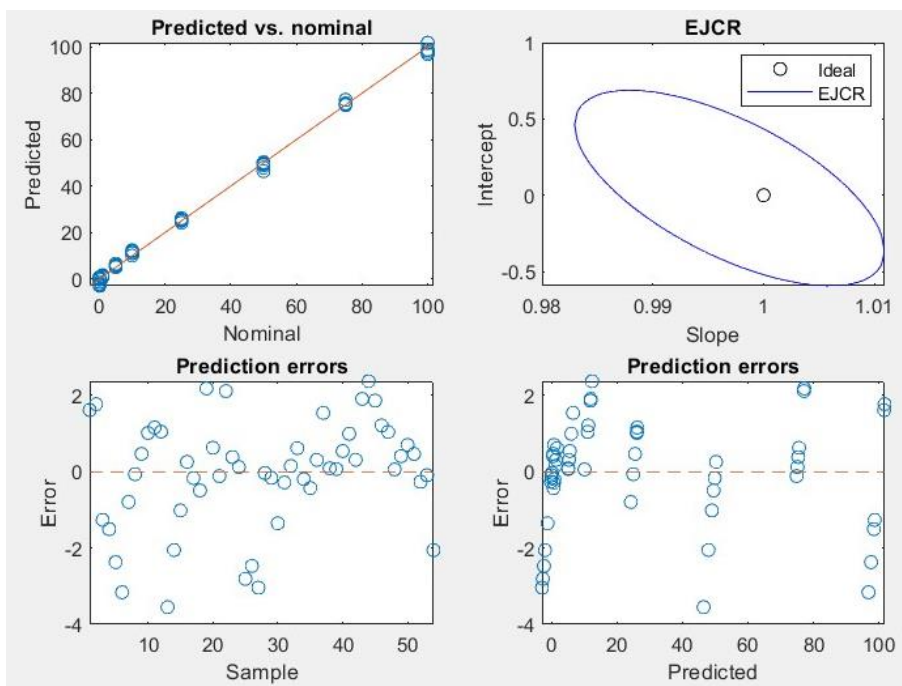 Predicted vs. nominal
100
80
60
40
20
0
0 20 40 60 80 100
Predicted
Nominal
EJCR
1
0.5
0
-0.5
0.98 0.99 1 1.01
Intercept
Slope
Ideal
EJCR
Prediction errors
2
0
-2
-4
10 20 30 40 50
Error
Sample
Prediction errors
2
0
-2
-4
0 20 40 60 80 100
Error
Predicted